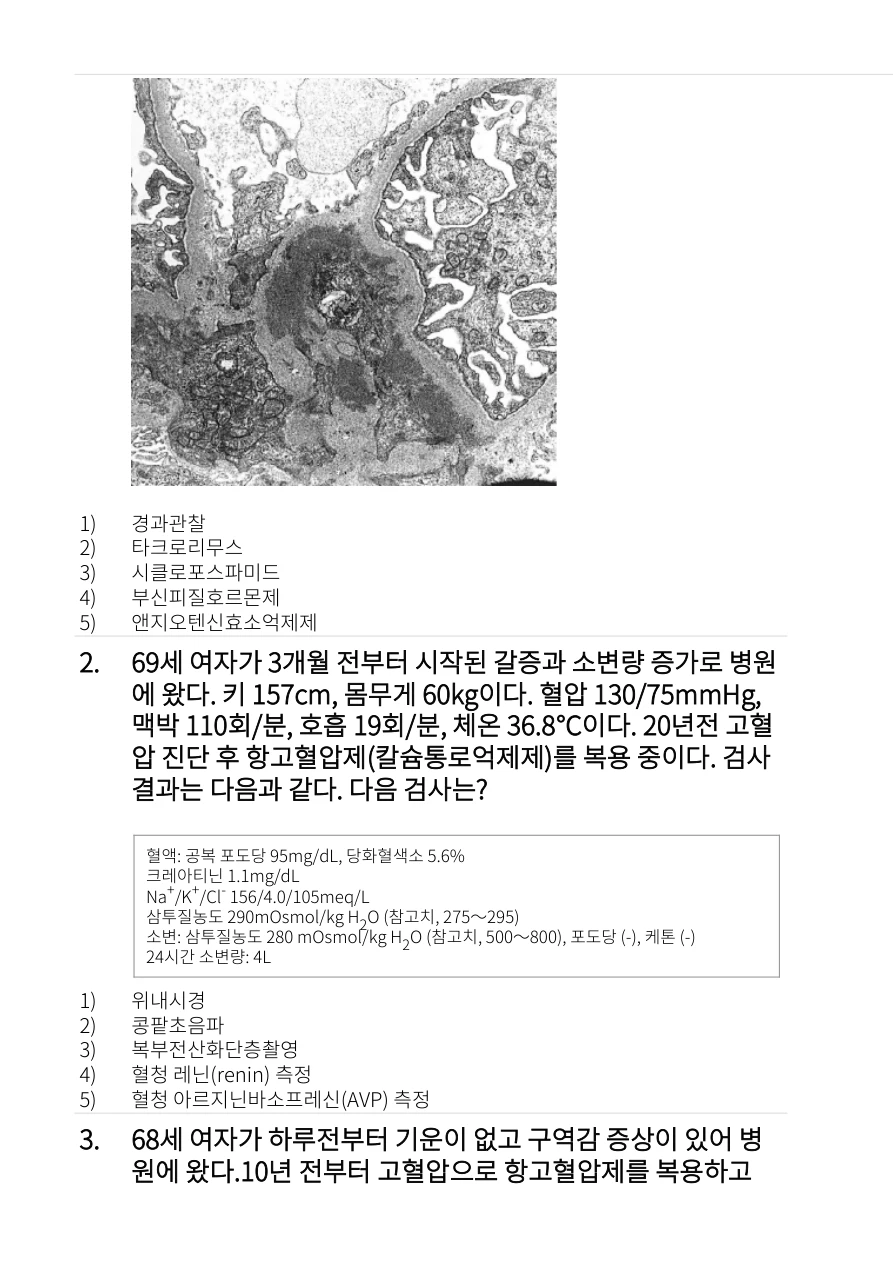 1) 경과관찰
2) 타크로리무스
3) 시클로포스파미드
4) 부신피질호르몬제
5) 앤지오텐신효소억제제
2. 69세 여자가 3개월 전부터 시작된 갈증과 소변량 증가로 병원
에 왔다. 키 157cm, 몸무게 60kg이다. 혈압 130/75mmHg,
맥박 110회/분, 호흡 19회/분, 체온 36.8℃이다. 20년전 고혈
압 진단 후 항고혈압제(칼슘통로억제제)를 복용 중이다. 검사
결과는 다음과 같다. 다음 검사는?
혈액: 공복 포도당 95mg/dL, 당화혈색소 5.6%
크레아티닌 1.1mg/dL
Na⁺/K⁺/Cl⁻ 156/4.0/105meq/L
삼투질농도 290mOsmol/kg H₂O (참고치, 275～295)
소변: 삼투질농도 280 mOsmol/kg H₂O (참고치, 500～800), 포도당 (-), 케톤 (-)
24시간 소변량: 4L
1) 위내시경
2) 콩팥초음파
3) 복부전산화단층촬영
4) 혈청 레닌(renin) 측정
5) 혈청 아르지닌바소프레신(AVP) 측정
3. 68세 여자가 하루전부터 기운이 없고 구역감 증상이 있어 병
원에 왔다.10년 전부터 고혈압으로 항고혈압제를 복용하고